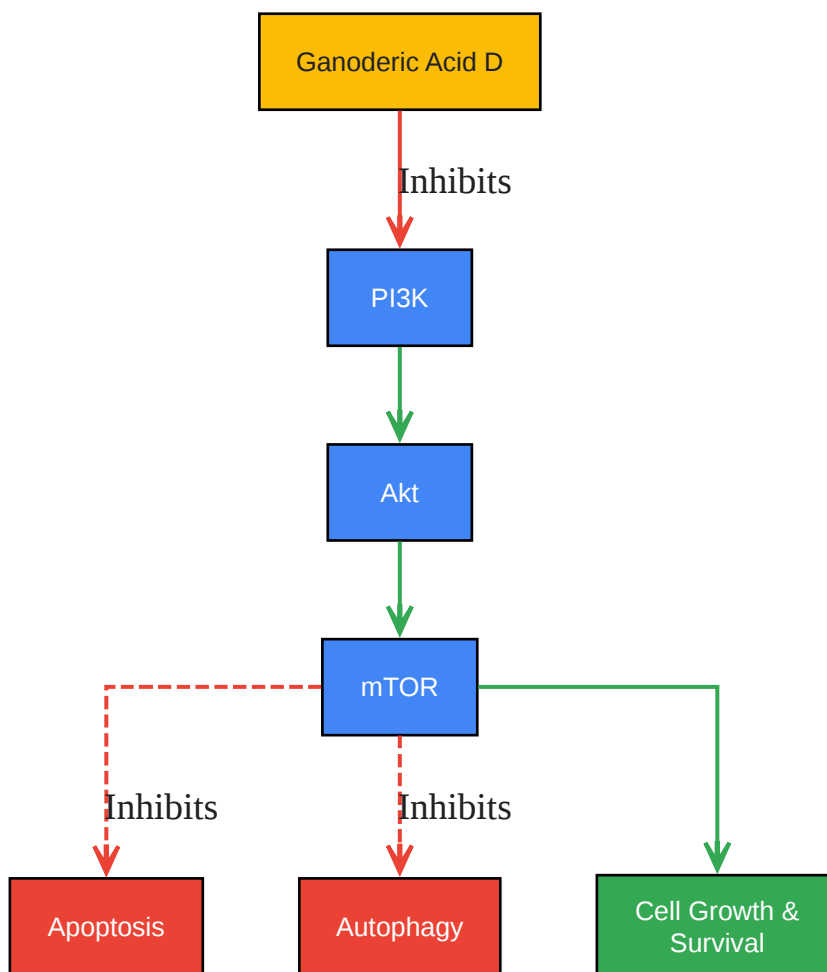 Ganoderic Acid D
Inhibits
PI3K
Akt
mTOR
Inhibits
Inhibits
Apoptosis
Autophagy
Cell Growth &
Survival